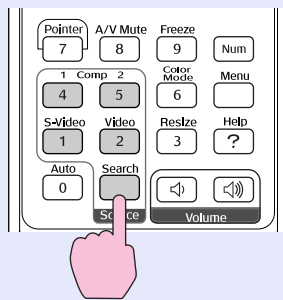 Pointer A/V Mute Freeze
7 8 9 Num
1 Comp 2 Color Mode Menu
4 5 6
S-Video Video Resize Help
1 2 3 ?
Auto Search
0
Source Volume